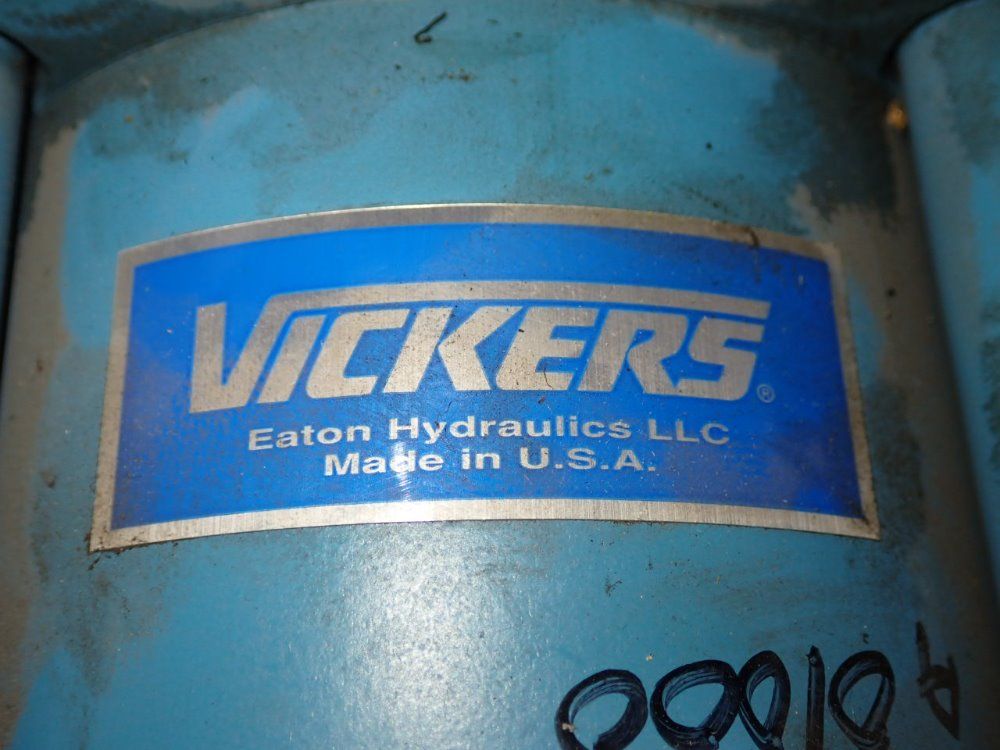 VICKERS®
Eaton Hydraulics LLC
Made in U.S.A.